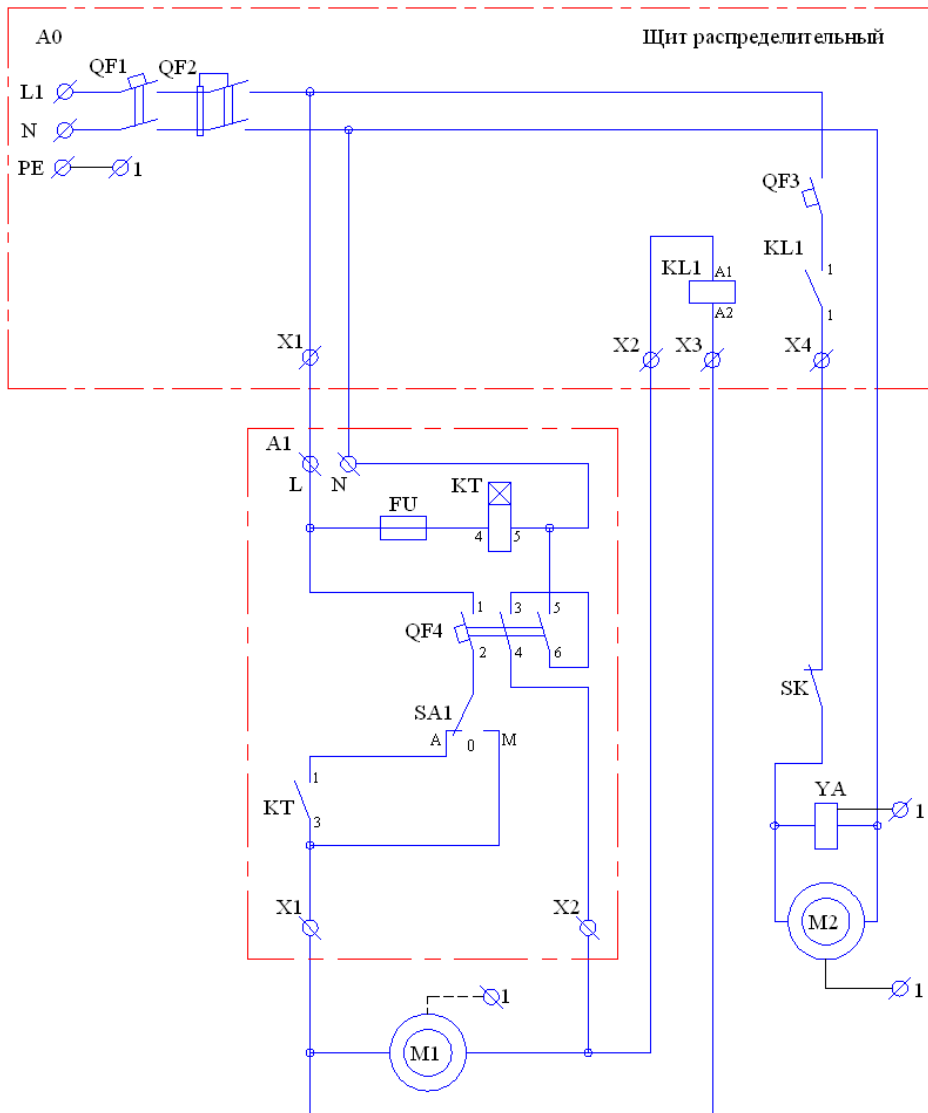 A0 Щит распределительный
QF1 QF2
L1
N
PE 1
QF3
KL1 KL1
A1 1
A2 1
X1 X2 X3 X4
A1
L N KT
FU
4 5
1 3 5
QF4
2 4 6
SK
SA1
A 0 M
1
KT
3
YA
1
X1 X2
M2
1
1
M1